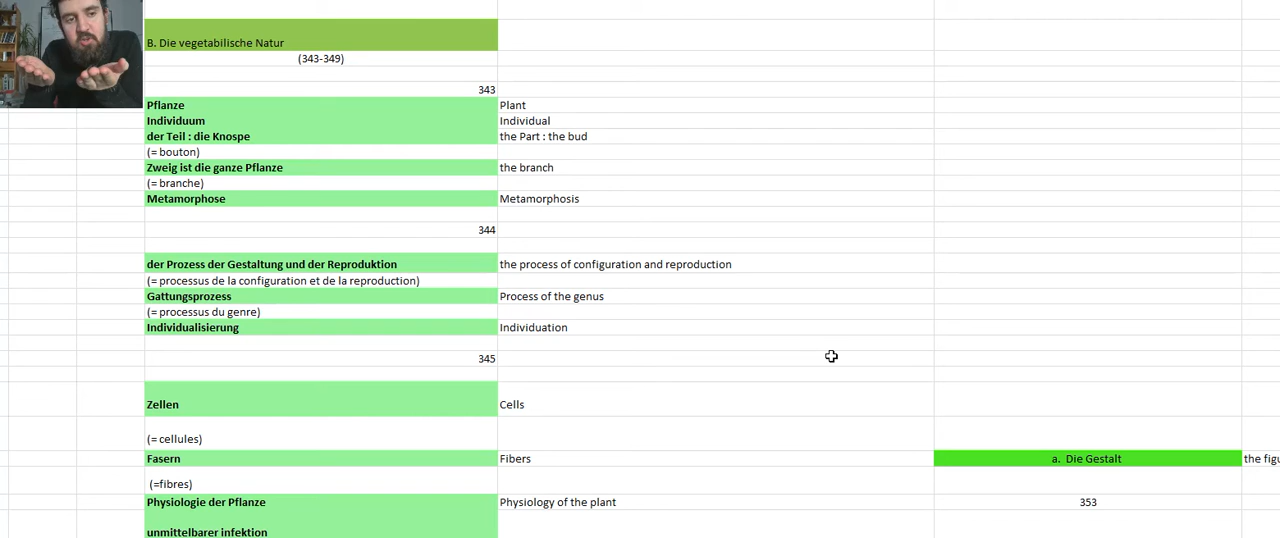 B. Die vegetabilische Natur
(343-349)
343
Pflanze Plant
Individuum Individual
der Teil : die Knospe the Part : the bud
(= bouton)
Zweig ist die ganze Pflanze the branch
(= branche)
Metamorphose Metamorphosis
344
der Prozess der Gestaltung und der Reproduktion the process of configuration and reproduction
(= processus de la configuration et de la reproduction)
Gattungsprozess Process of the genus
(= processus du genre)
Individualisierung Individuation
345
Zellen Cells
(= cellules)
Fasern Fibers a. Die Gestalt the figu
(=fibres)
Physiologie der Pflanze Physiology of the plant 353
unmittelbarer infektion